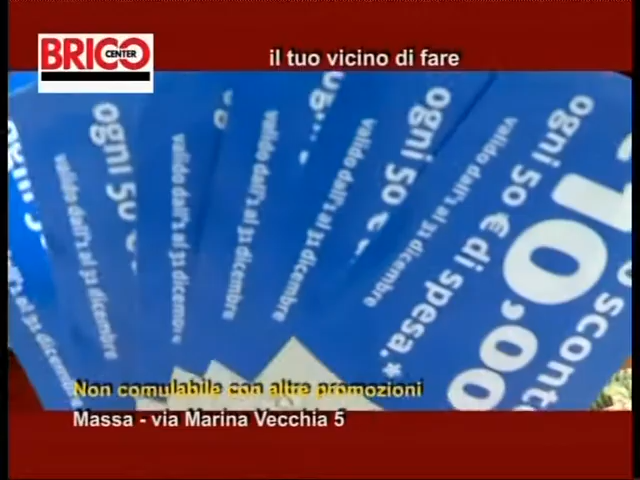 BRICO
CENTER
il tuo vicino di fare
ogni 50
valido dall'1 al 31 dicembre
valido dall'1 al 31 dicembre
valido dall'1 al 31 dicembre
ogni 50 €
valido dall'1 al 31 dicembre
ogni 50 € di spesa.*
valido dall'1 al 31 dicembre
10,00
sconto
Non comulabile con altre promozioni
Massa - via Marina Vecchia 5